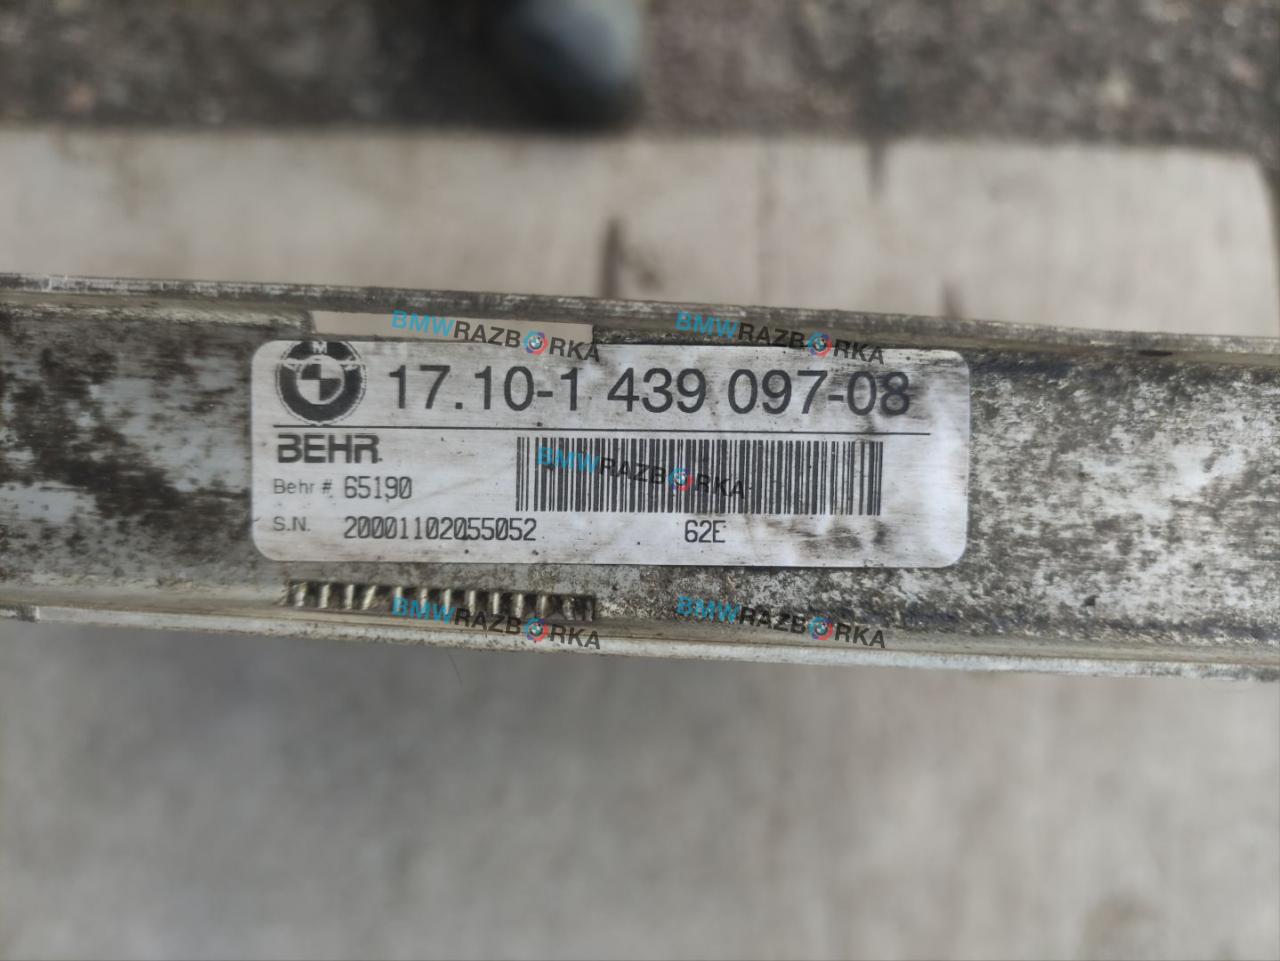 BMWRAZBORKA
BMWRAZBORKA
17.10-1 439 097-08
BEHR
BMWRAZBORKA
Behr # 65190
S.N. 20001102055052 62E
BMWRAZBORKA
BMWRAZBORKA